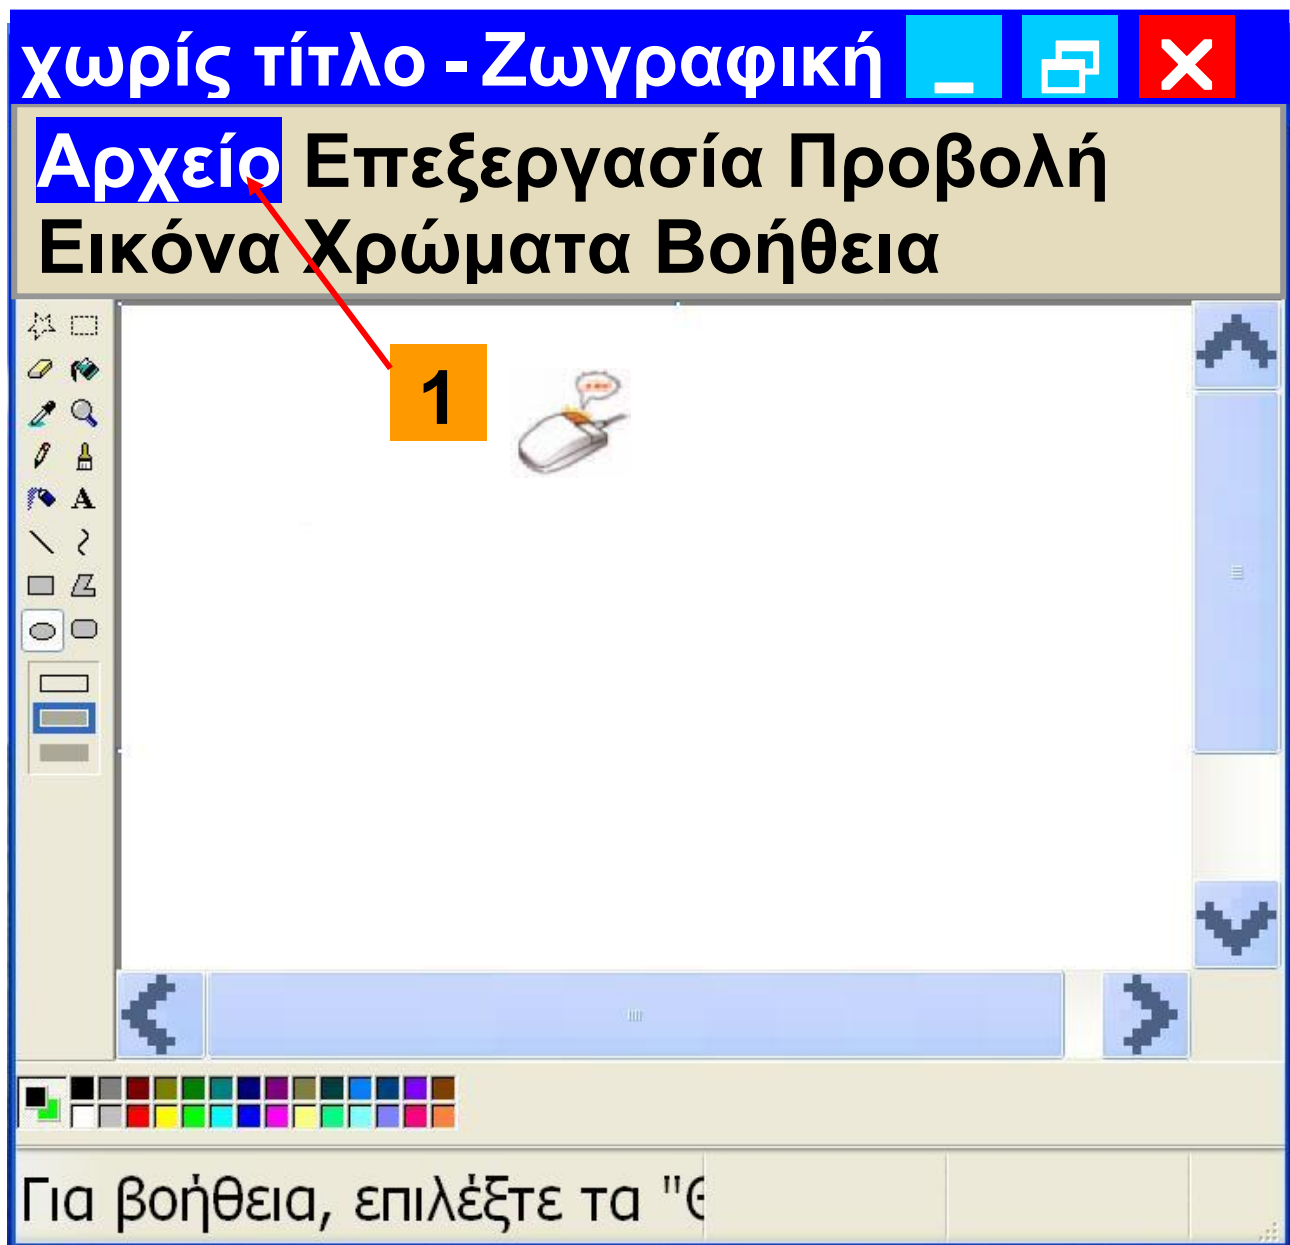 χωρίς τίτλο - Ζωγραφική
Αρχείο Επεξεργασία Προβολή
Εικόνα Χρώματα Βοήθεια
1
A
Για βοήθεια, επιλέξτε τα "Θ